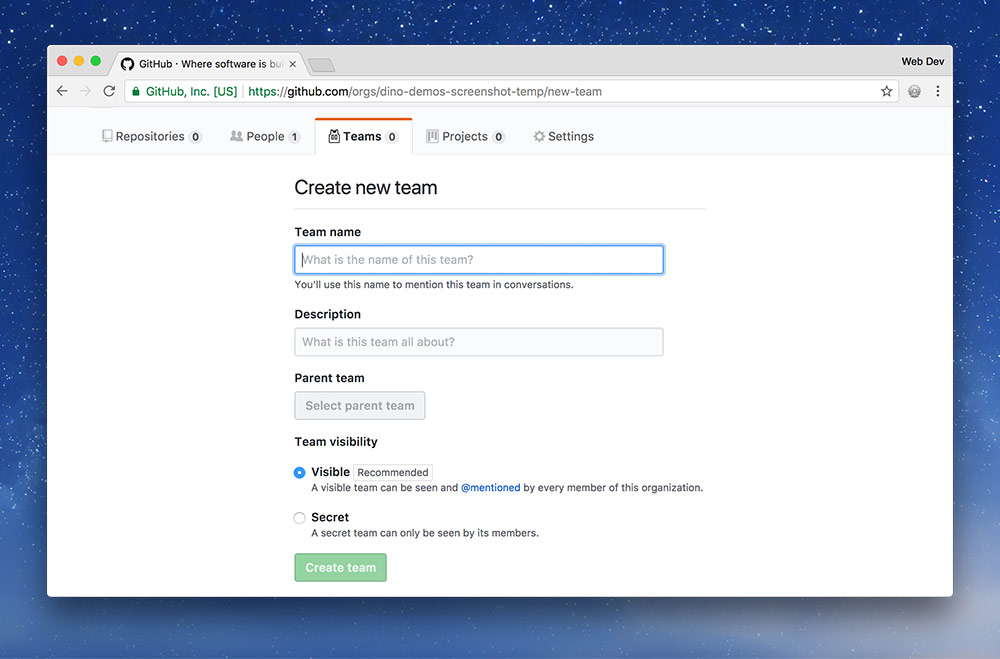 GitHub · Where software is bui
Web Dev
GitHub, Inc. [US] https://github.com/orgs/dino-demos-screenshot-temp/new-team
Repositories 0 People 1 Teams 0 Projects 0 Settings
Create new team
Team name
What is the name of this team?
You’ll use this name to mention this team in conversations.
Description
What is this team all about?
Parent team
Select parent team
Team visibility
Visible Recommended
A visible team can be seen and @mentioned by every member of this organization.
Secret
A secret team can only be seen by its members.
Create team